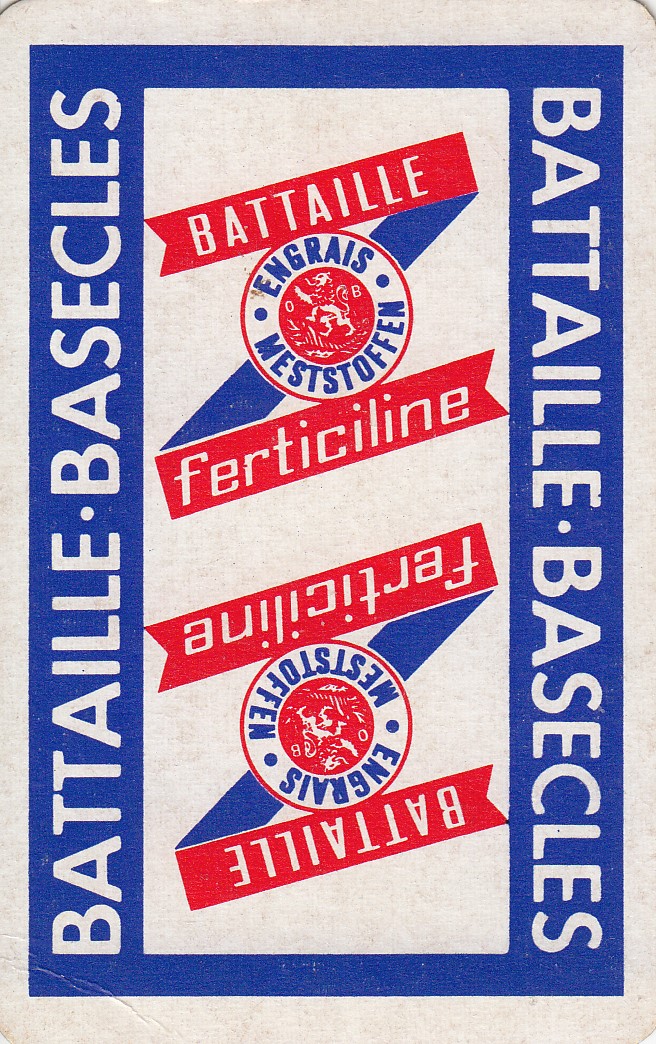 BATTAILLE·BASECLES
BATTAILLE
ENGRAIS
O B
MESTSTOFFEN
ferticiline
ferticiline
MESTSTOFFEN
O B
ENGRAIS
BATTAILLE
BATTAILLE·BASECLES